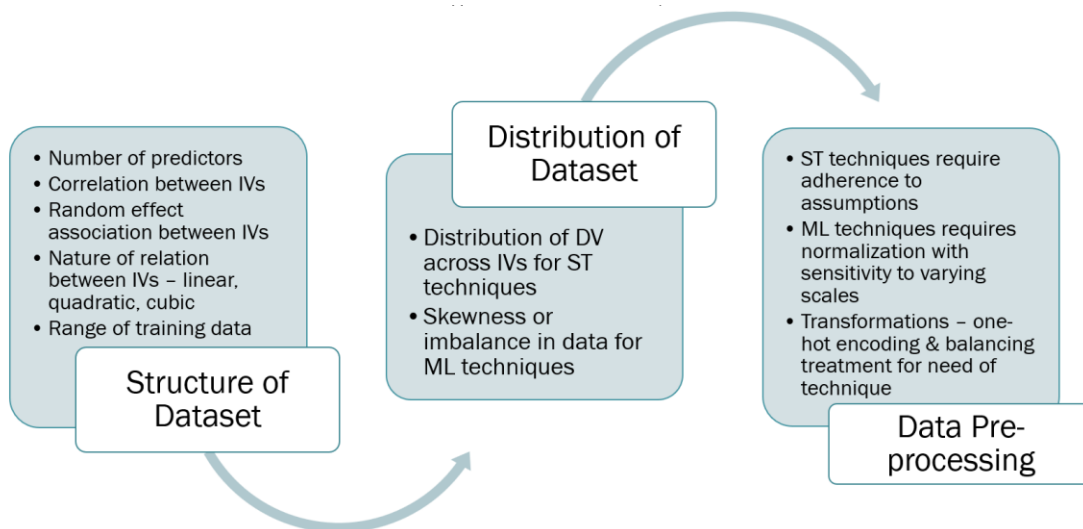 • Number of predictors
• Correlation between IVs
• Random effect
association between IVs
• Nature of relation
between IVs – linear,
quadratic, cubic
• Range of training data
Structure of
Dataset
Distribution of
Dataset
• Distribution of DV
across IVs for ST
techniques
• Skewness or
imbalance in data for
ML techniques
• ST techniques require
adherence to
assumptions
• ML techniques requires
normalization with
sensitivity to varying
scales
• Transformations – one-
hot encoding & balancing
treatment for need of
technique
Data Pre-
processing